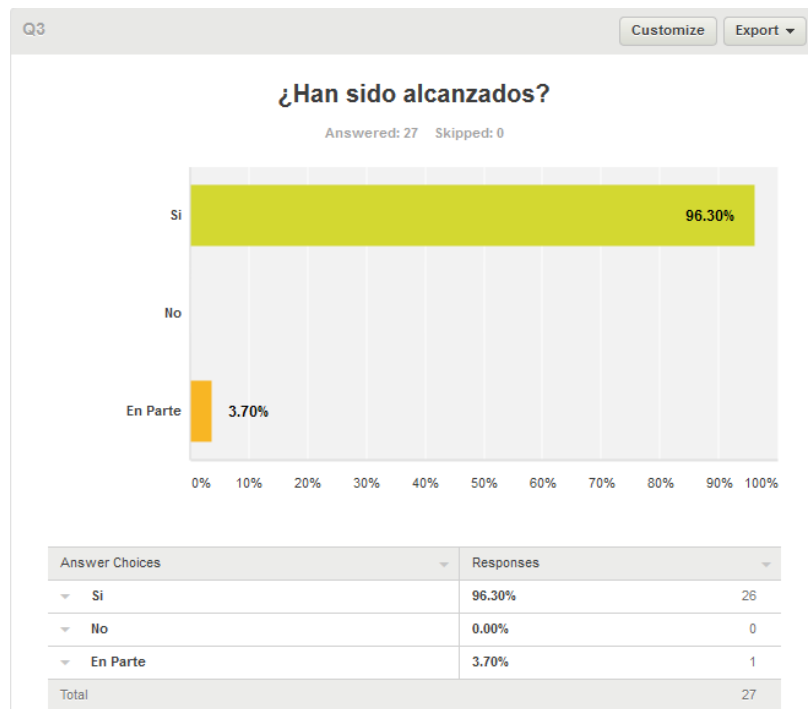 Q3 Customize Export
¿Han sido alcanzados?
Answered: 27 Skipped: 0
Si 96.30%
No
En Parte 3.70%
0% 10% 20% 30% 40% 50% 60% 70% 80% 90% 100%
Answer Choices Responses
Si 96.30% 26
No 0.00% 0
En Parte 3.70% 1
Total 27